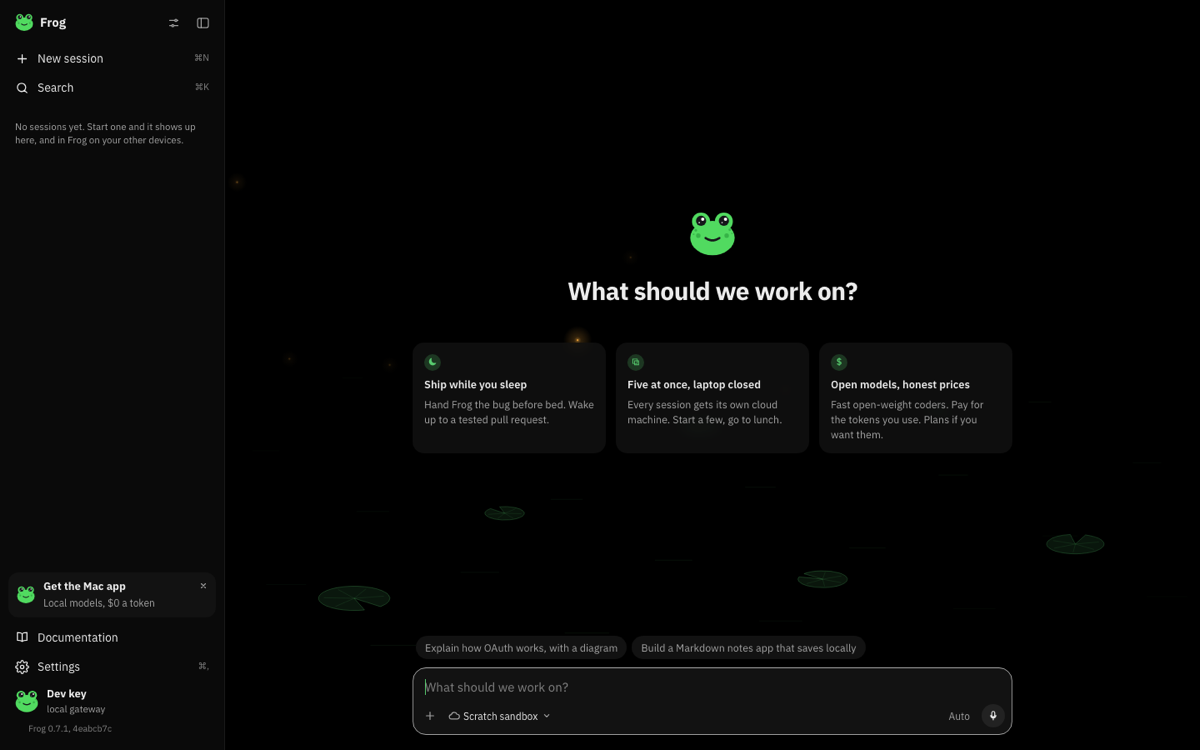 Frog
New session ⌘N
Search ⌘K
No sessions yet. Start one and it shows up
here, and in Frog on your other devices.
What should we work on?
Ship while you sleep
Hand Frog the bug before bed. Wake
up to a tested pull request.
Five at once, laptop closed
Every session gets its own cloud
machine. Start a few, go to lunch.
$
Open models, honest prices
Fast open-weight coders. Pay for
the tokens you use. Plans if you
want them.
Get the Mac app
Local models, $0 a token
Documentation
Settings ⌘,
Dev key
local gateway
Frog 0.7.1, 4eabcb7c
Explain how OAuth works, with a diagram
Build a Markdown notes app that saves locally
What should we work on?
Scratch sandbox
Auto